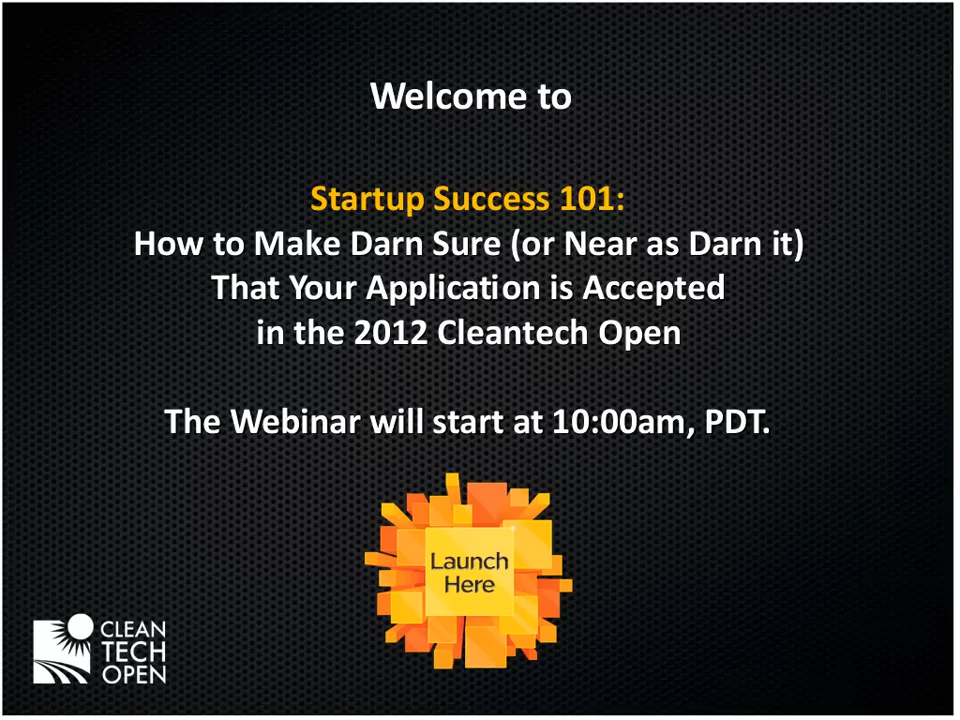 Welcome to
Startup Success 101:
How to Make Darn Sure (or Near as Darn it)
That Your Application is Accepted
in the 2012 Cleantech Open
The Webinar will start at 10:00am, PDT.
Launch
Here
CLEAN
TECH
OPEN